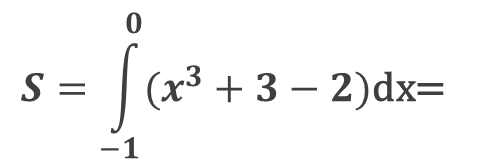 S = ∫_{-1}^{0} (x³ + 3 − 2)dx=